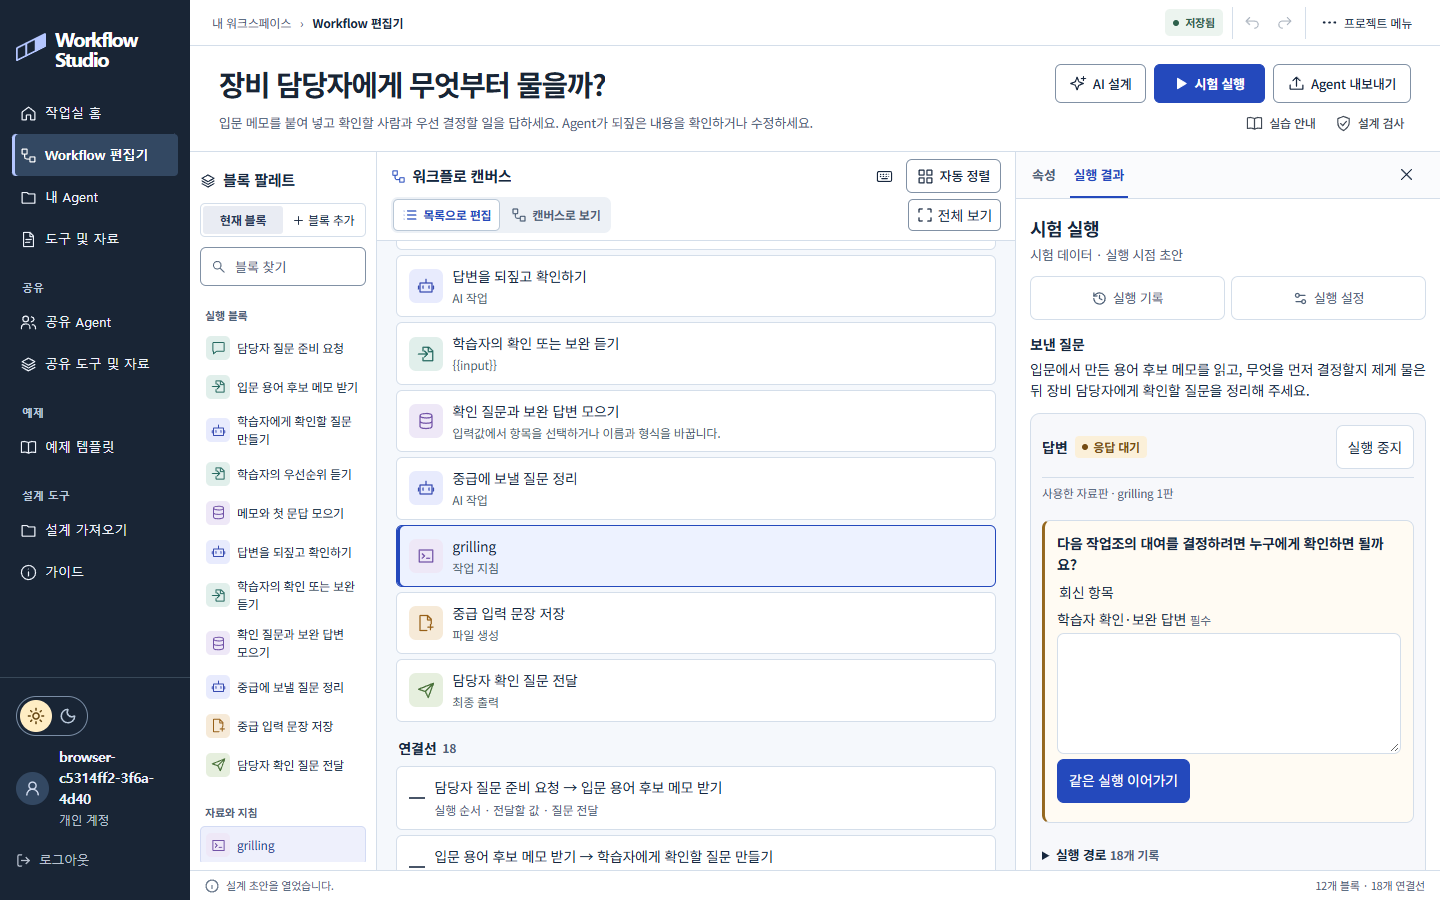 Workflow
Studio
작업실 홈
Workflow 편집기
내 Agent
도구 및 자료
공유
공유 Agent
공유 도구 및 자료
예제
예제 템플릿
설계 도구
설계 가져오기
가이드
browser-
c5314ff2-3f6a-
4d40
개인 계정
로그아웃
내 워크스페이스 › Workflow 편집기
저장됨
프로젝트 메뉴
장비 담당자에게 무엇부터 물을까?
입문 메모를 붙여 넣고 확인할 사람과 우선 결정할 일을 답하세요. Agent가 되짚은 내용을 확인하거나 수정하세요.
AI 설계
시험 실행
Agent 내보내기
실습 안내
설계 검사
블록 팔레트
현재 블록
블록 추가
블록 찾기
실행 블록
담당자 질문 준비 요청
입문 용어 후보 메모 받기
학습자에게 확인할 질문
만들기
학습자의 우선순위 듣기
메모와 첫 문답 모으기
답변을 되짚고 확인하기
학습자의 확인 또는 보완
듣기
확인 질문과 보완 답변
모으기
중급에 보낼 질문 정리
중급 입력 문장 저장
담당자 확인 질문 전달
자료와 지침
grilling
워크플로 캔버스
자동 정렬
목록으로 편집
캔버스로 보기
전체 보기
답변을 되짚고 확인하기
AI 작업
학습자의 확인 또는 보완 듣기
{{input}}
확인 질문과 보완 답변 모으기
입력값에서 항목을 선택하거나 이름과 형식을 바꿉니다.
중급에 보낼 질문 정리
AI 작업
grilling
작업 지침
중급 입력 문장 저장
파일 생성
담당자 확인 질문 전달
최종 출력
연결선 18
담당자 질문 준비 요청 → 입문 용어 후보 메모 받기
실행 순서 · 전달할 값 · 질문 전달
입문 용어 후보 메모 받기 → 학습자에게 확인할 질문 만들기
속성
실행 결과
시험 실행
시험 데이터 · 실행 시점 초안
실행 기록
실행 설정
보낸 질문
입문에서 만든 용어 후보 메모를 읽고, 무엇을 먼저 결정할지 제게 물은
뒤 장비 담당자에게 확인할 질문을 정리해 주세요.
답변
응답 대기
실행 중지
사용한 자료판 · grilling 1판
다음 작업조의 대여를 결정하려면 누구에게 확인하면 될까
요?
회신 항목
학습자 확인·보완 답변 필수
같은 실행 이어가기
실행 경로 18개 기록
설계 초안을 열었습니다.
12개 블록 · 18개 연결선